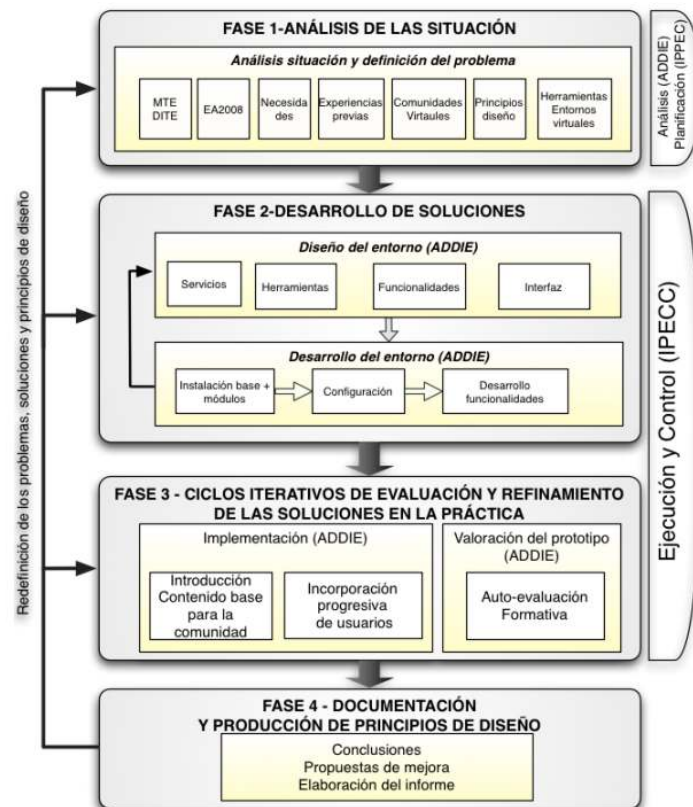 FASE 1-ANÁLISIS DE LAS SITUACIÓN
Análisis situación y definición del problema
MTE
DITE
EA2008
Necesida
des
Experiencias
previas
Comunidades
Virtaules
Principios
diseño
Herramientas
Entornos
virtuales
Análisis (ADDIE)
Planificación (IPPEC)
FASE 2-DESARROLLO DE SOLUCIONES
Diseño del entorno (ADDIE)
Servicios
Herramientas
Funcionalidades
Interfaz
Desarrollo del entorno (ADDIE)
Instalación base +
módulos
Configuración
Desarrollo
funcionalidades
FASE 3 - CICLOS ITERATIVOS DE EVALUACIÓN Y REFINAMIENTO
DE LAS SOLUCIONES EN LA PRÁCTICA
Implementación (ADDIE)
Introducción
Contenido base
para la
comunidad
Incorporación
progresiva
de usuarios
Valoración del prototipo
(ADDIE)
Auto-evaluación
Formativa
Ejecución y Control (IPECC)
FASE 4 - DOCUMENTACIÓN
Y PRODUCCIÓN DE PRINCIPIOS DE DISEÑO
Conclusiones
Propuestas de mejora
Elaboración del informe
Redefinición de los problemas, soluciones y principios de diseño